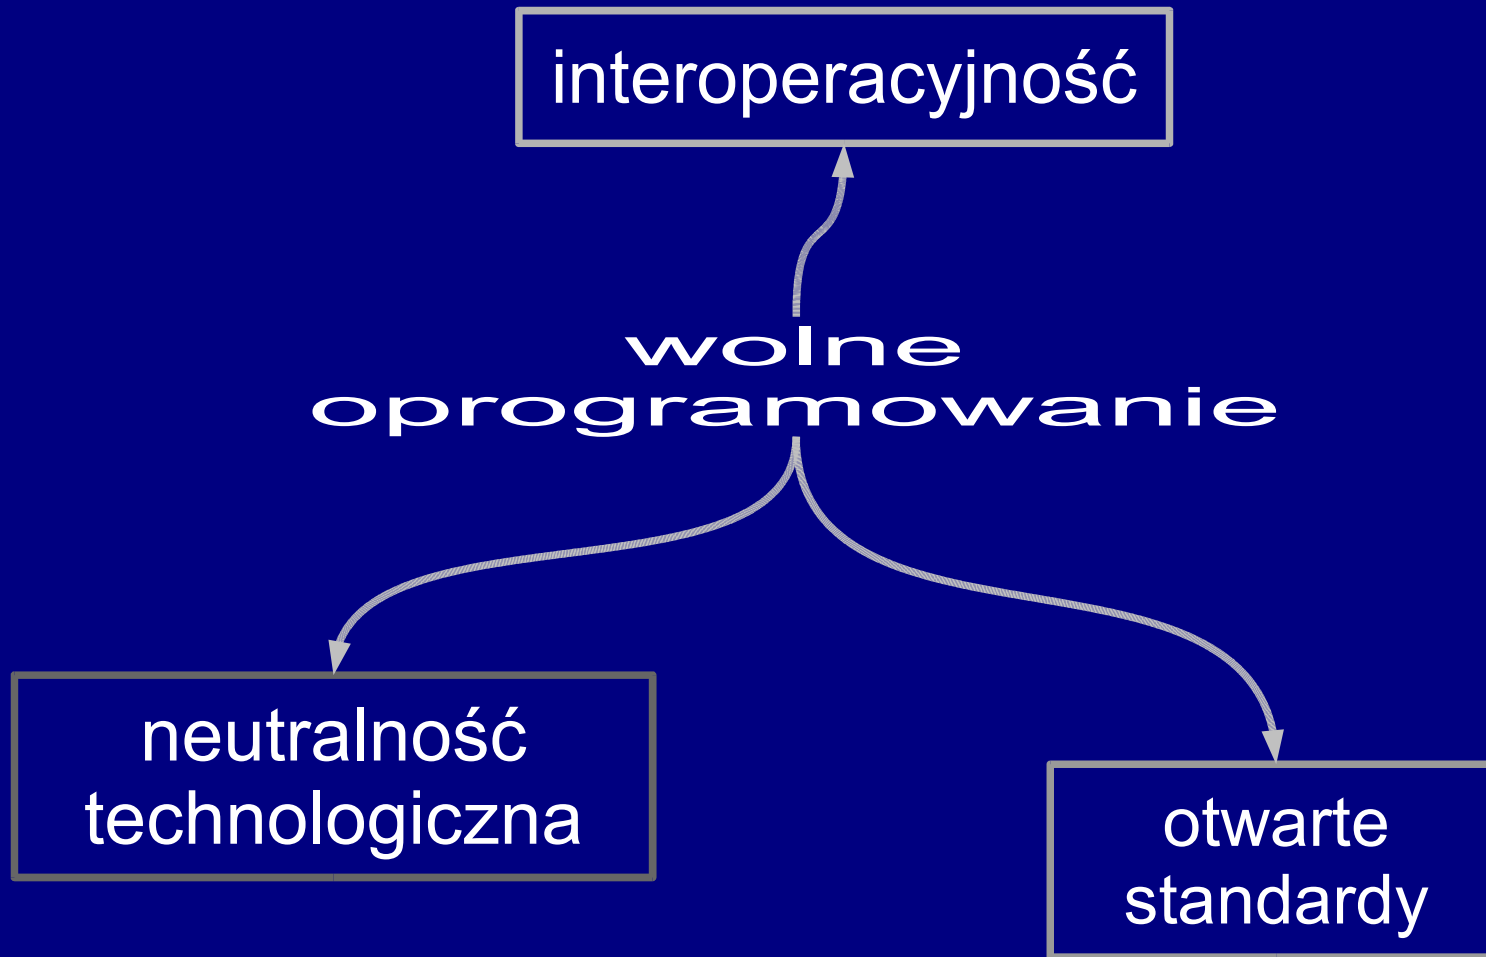 interoperacyjność
wolne
oprogramowanie
neutralność
technologiczna
otwarte
standardy